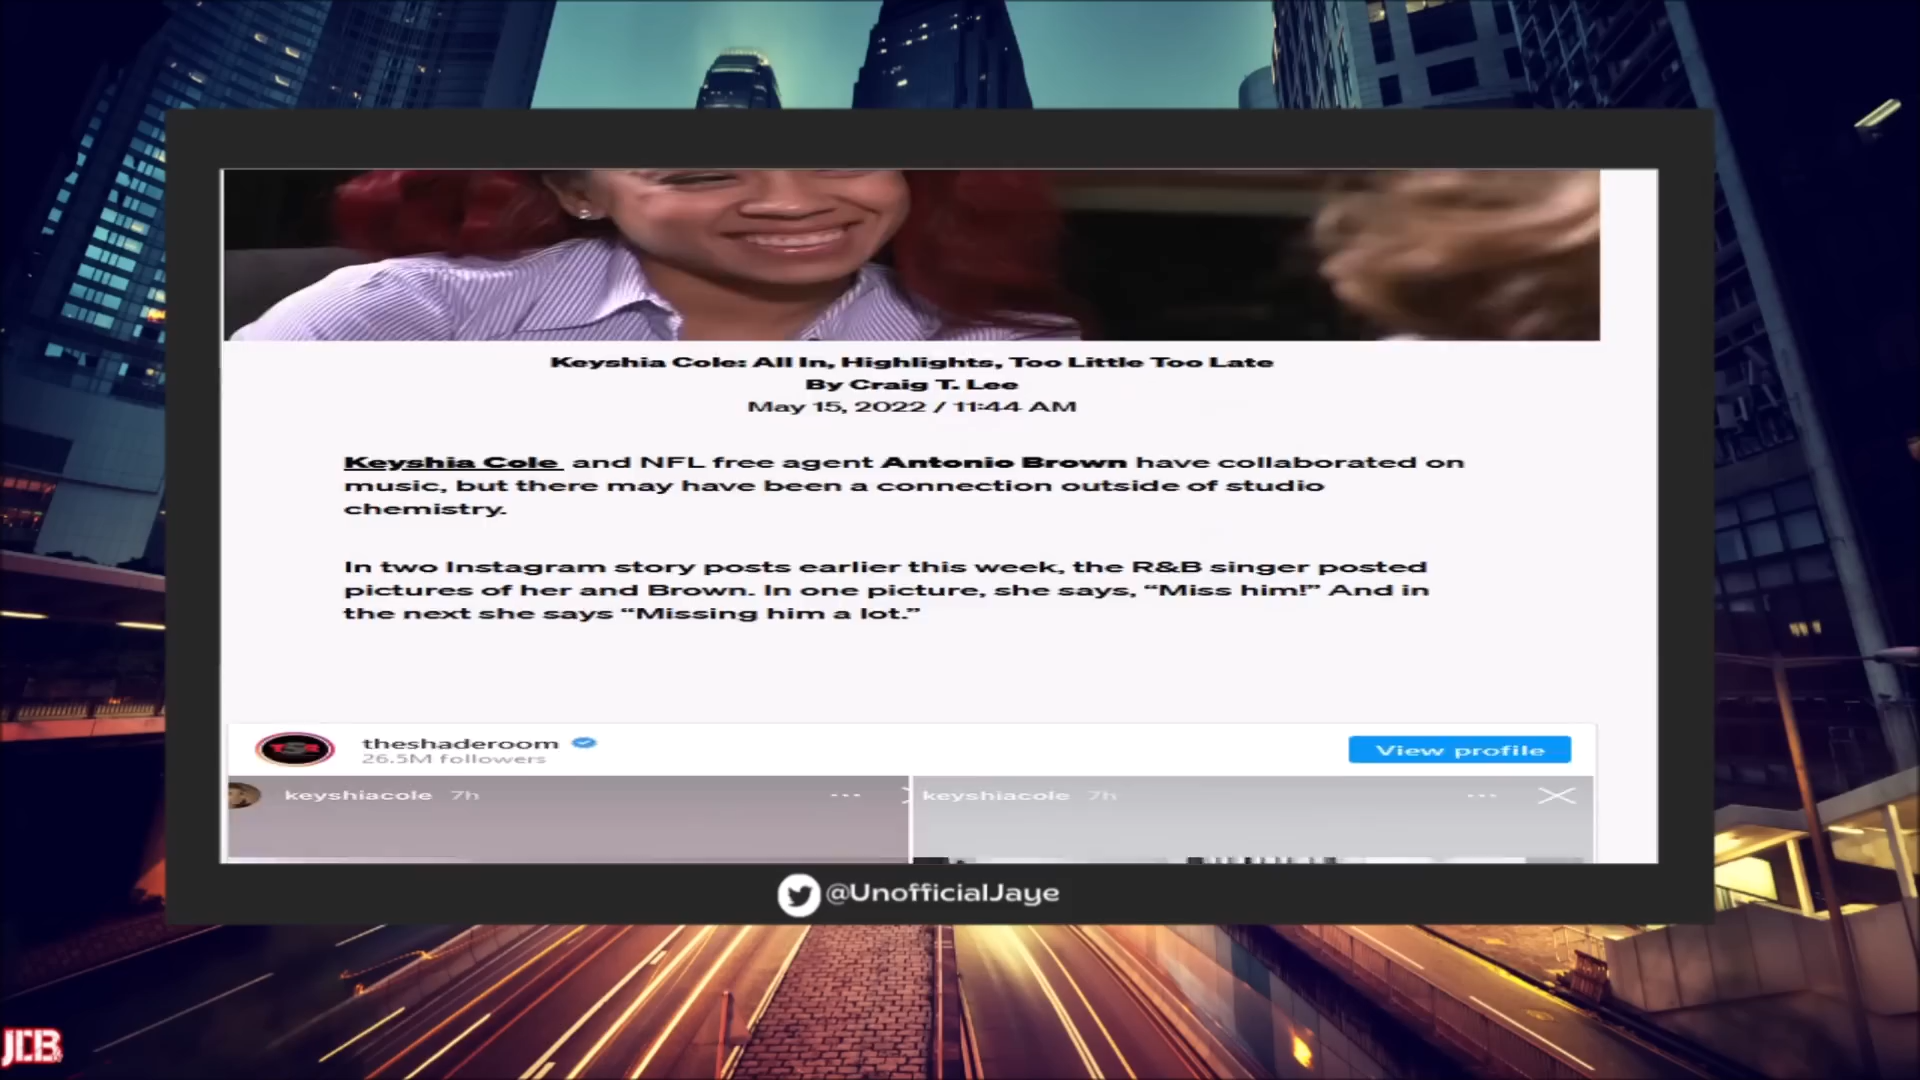 Keyshia Cole: All In, Highlights, Too Little Too Late
By Craig T. Lee
May 15, 2022 / 11:44 AM
Keyshia Cole and NFL free agent Antonio Brown have collaborated on
music, but there may have been a connection outside of studio
chemistry.
In two Instagram story posts earlier this week, the R&B singer posted
pictures of her and Brown. In one picture, she says, “Miss him!” And in
the next she says “Missing him a lot.”
TSR
theshaderoom
26.5M followers
View profile
keyshiacole 7h
keyshiacole 7h
@UnofficialJaye
JCB